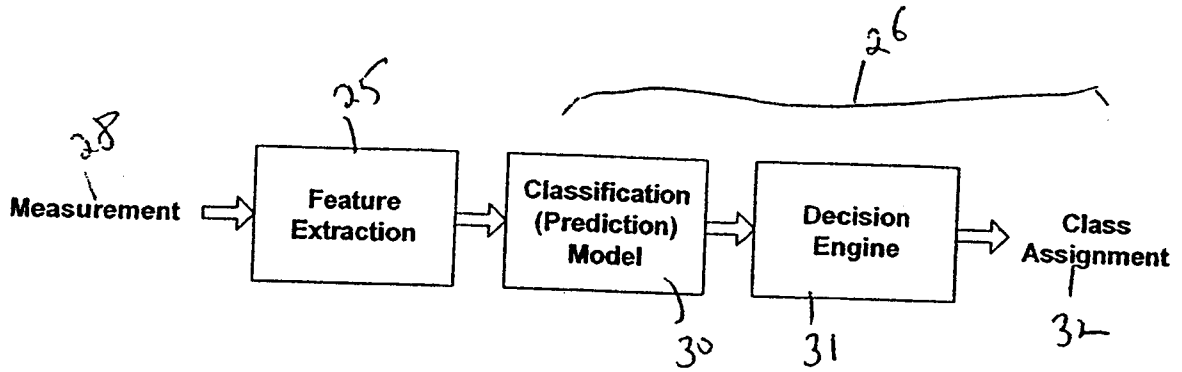 26
25
28
Measurement
Feature
Extraction
Classification
(Prediction)
Model
Decision
Engine
Class
Assignment
30
31
32